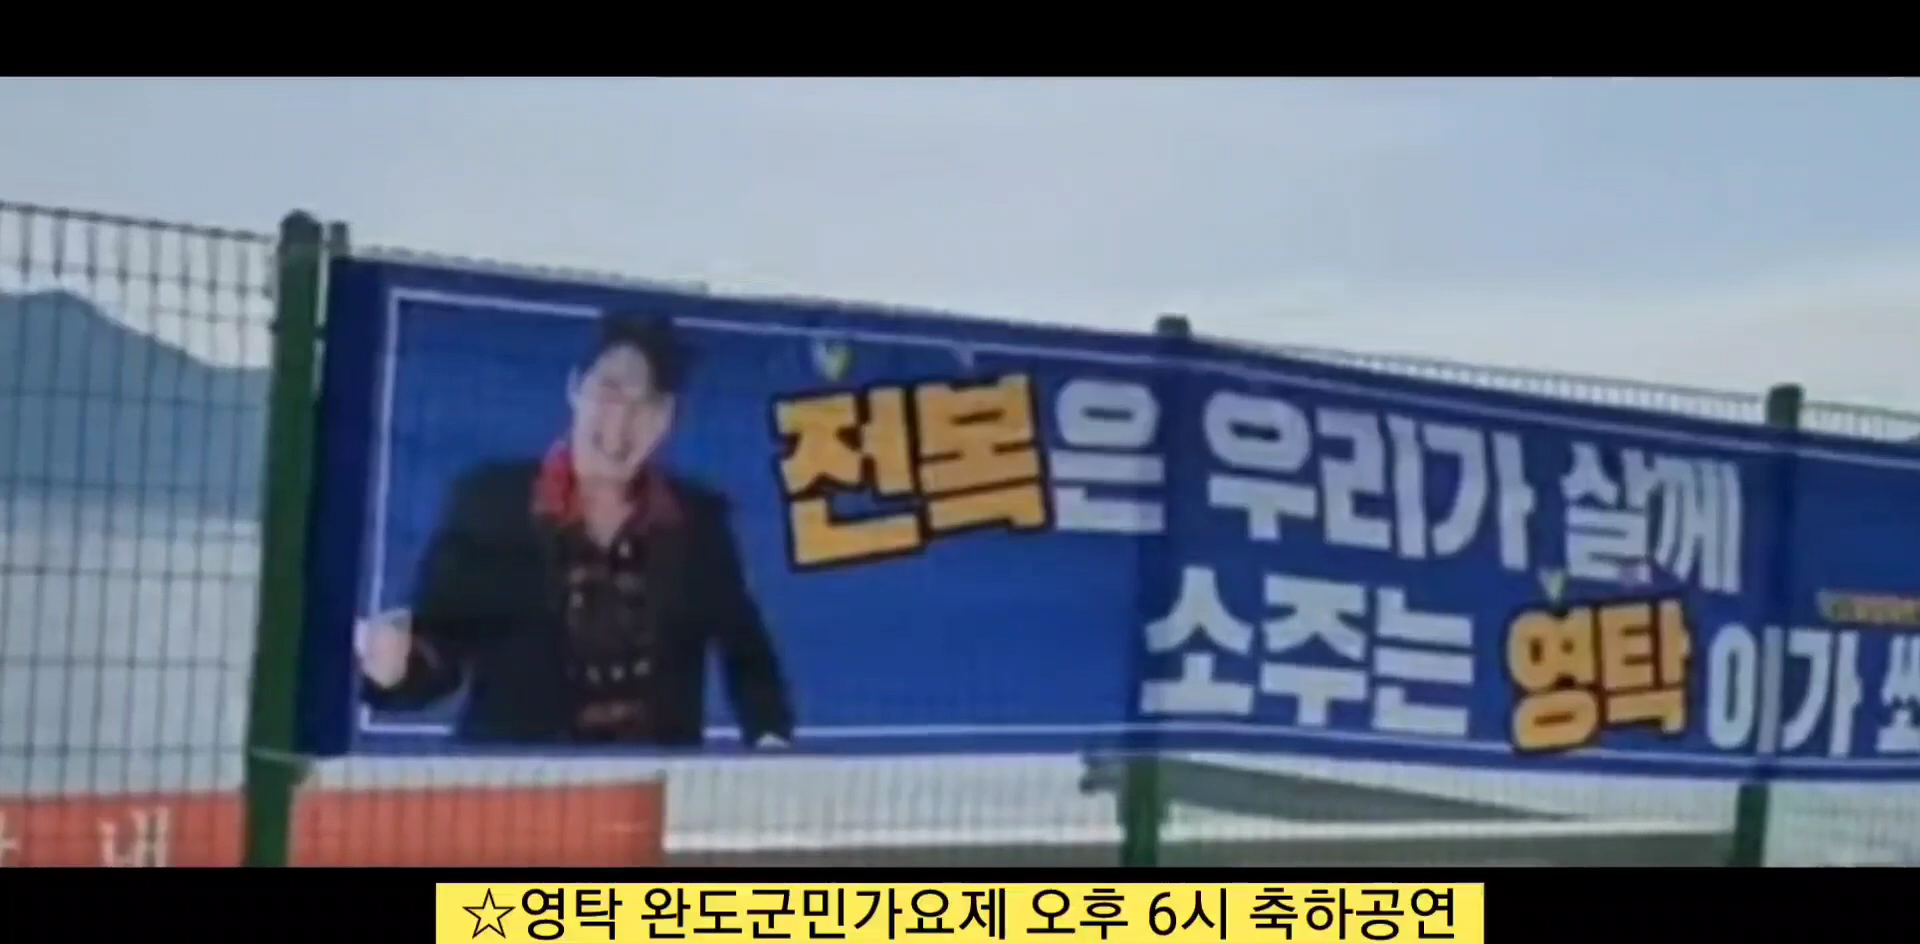 전복은 우리가 살께
소주는 영탁이가
내
☆영탁 완도군민가요제 오후 6시 축하공연